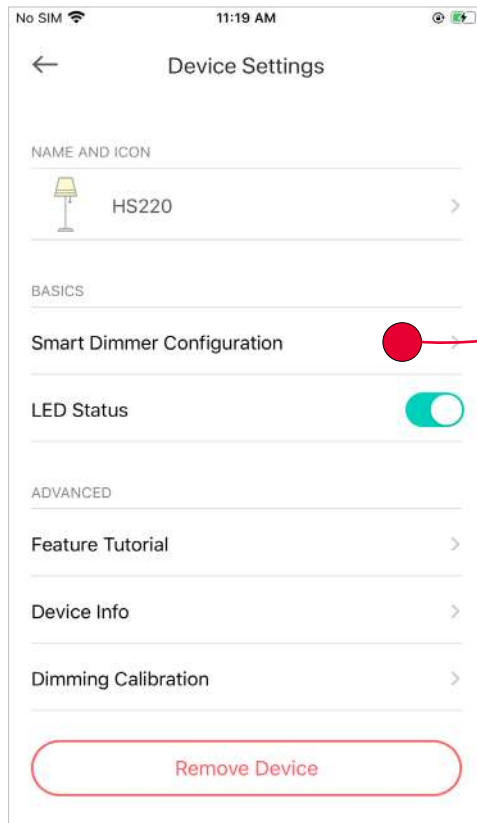 No SIM 11:19 AM
Device Settings
NAME AND ICON
HS220
BASICS
Smart Dimmer Configuration
LED Status
ADVANCED
Feature Tutorial
Device Info
Dimming Calibration
Remove Device